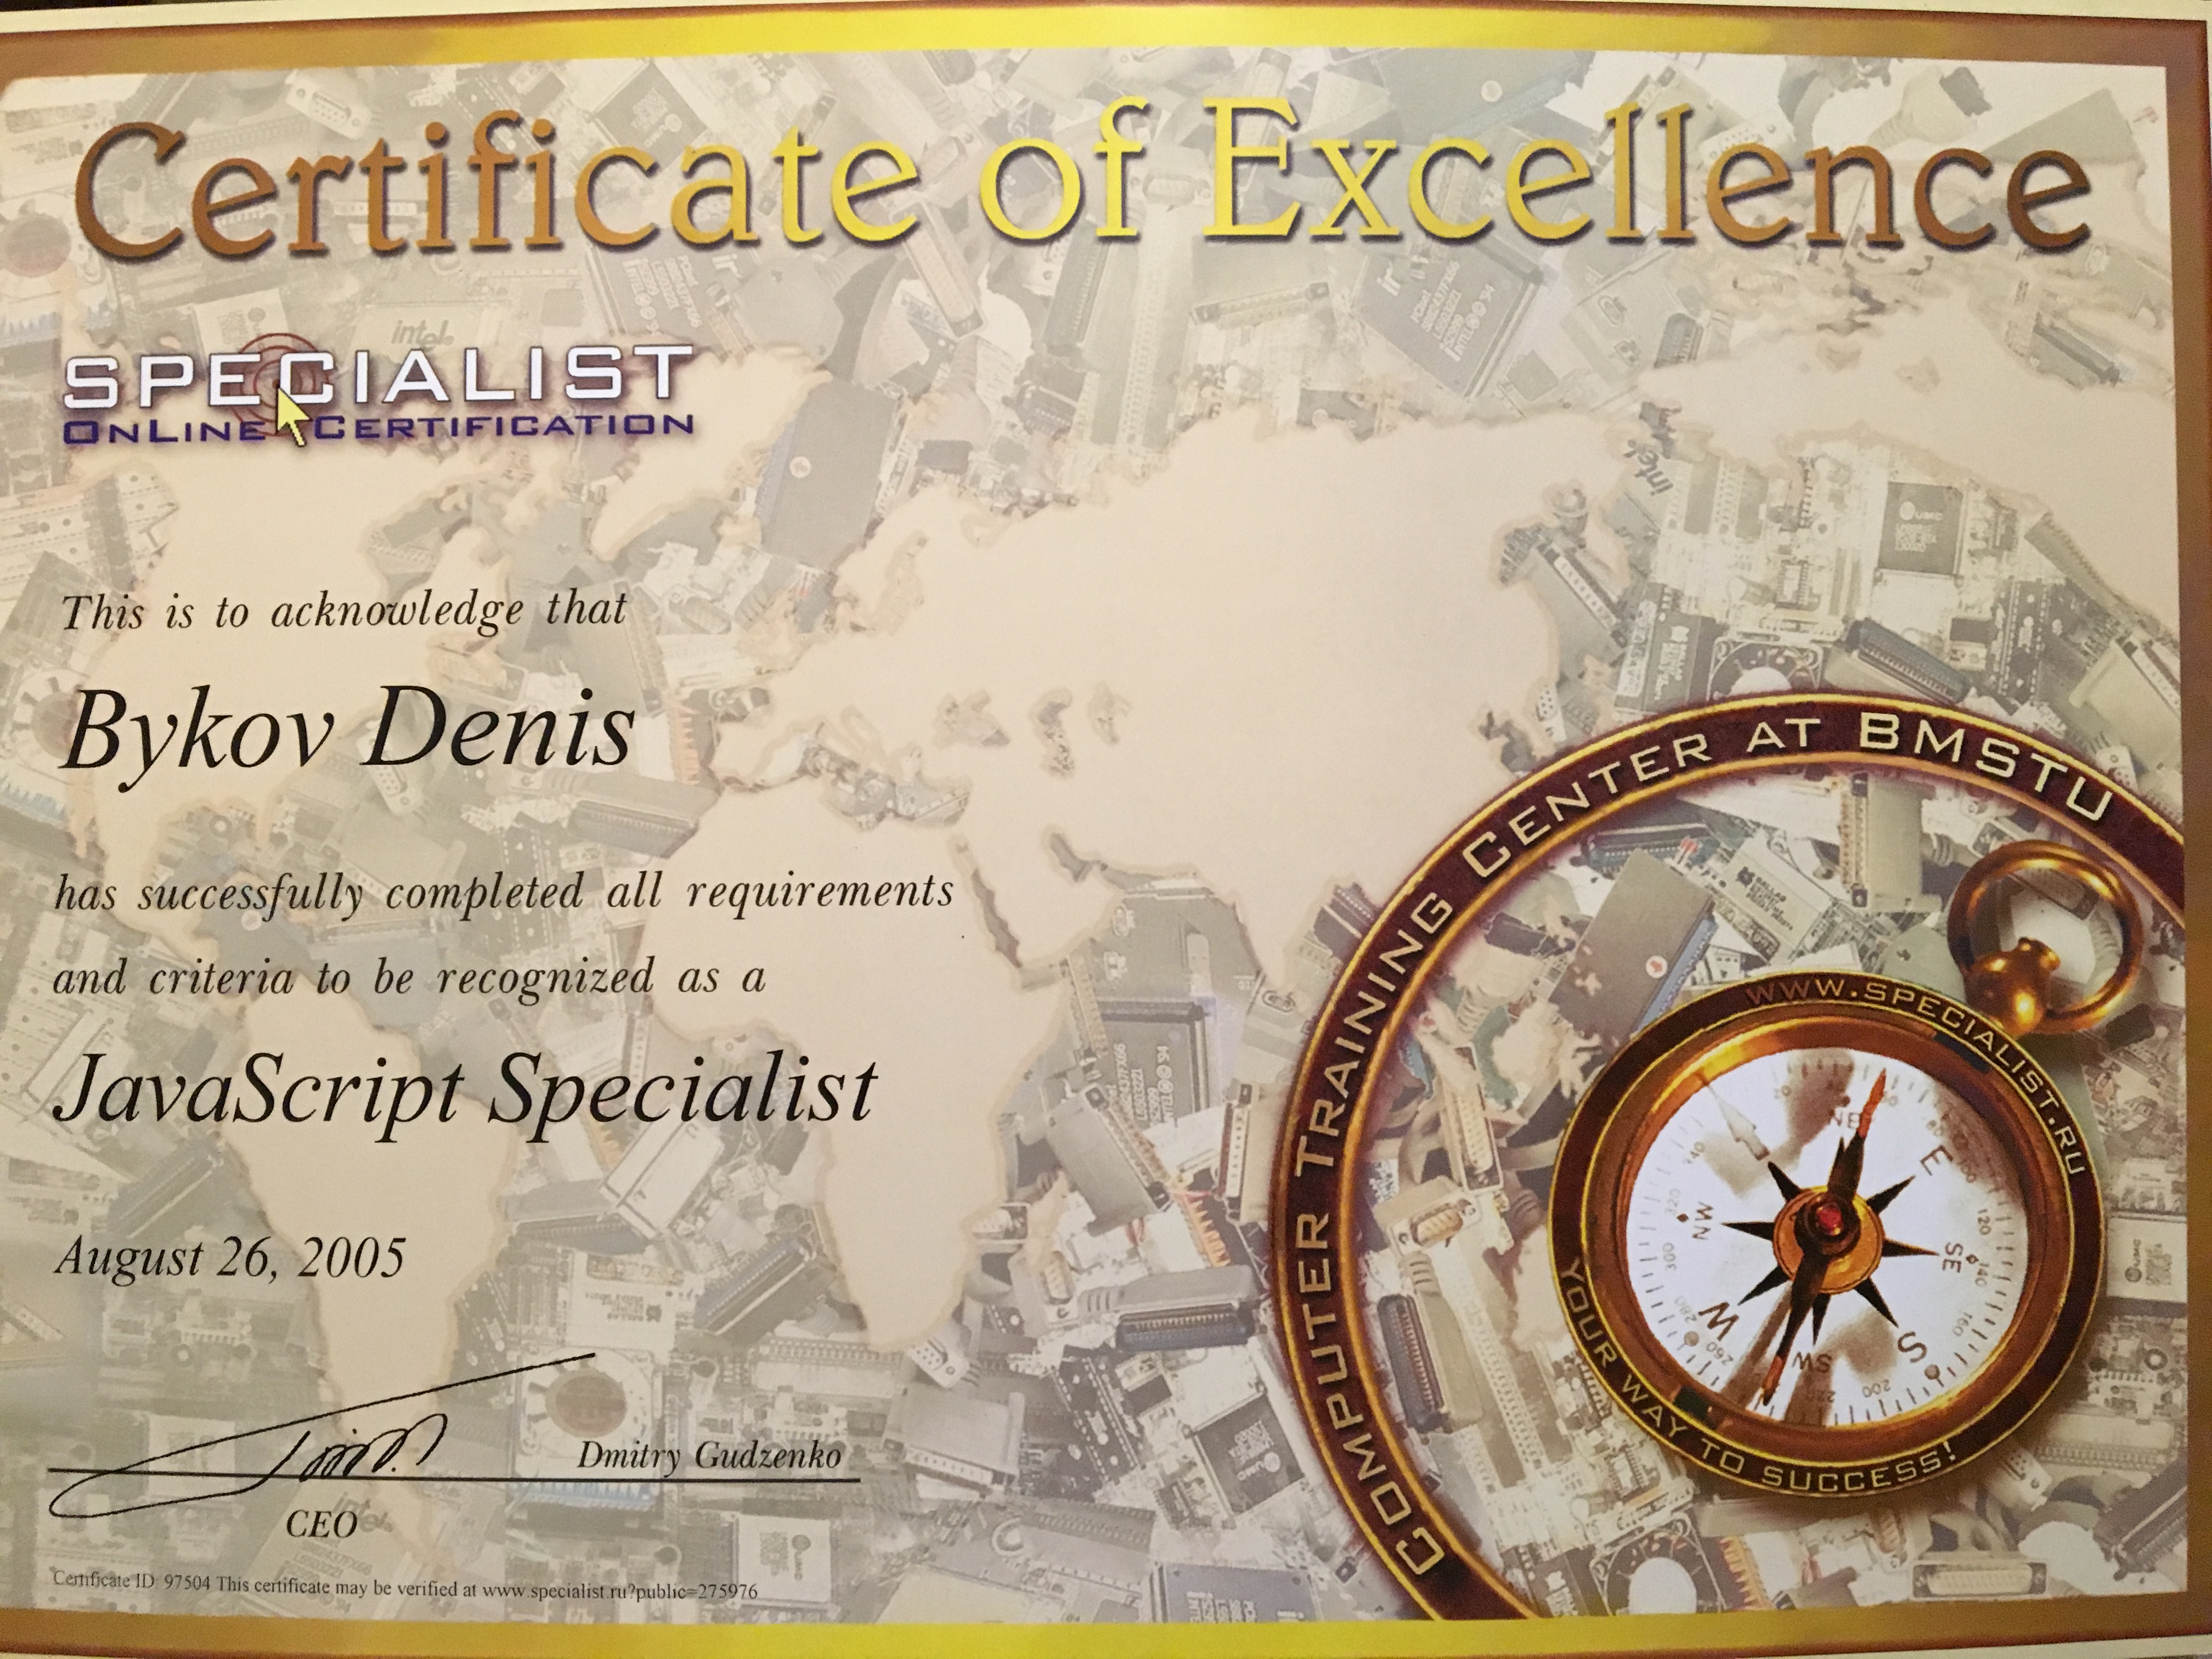 Certificate of Excellence
SPECIALIST
ONLINE CERTIFICATION
This is to acknowledge that
Bykov Denis
has successfully completed all requirements
and criteria to be recognized as a
JavaScript Specialist
August 26, 2005
Dmitry Gudzenko
CEO
Certificate ID: 97504 This certificate may be verified at www.specialist.ru?public=275976
COMPUTER TRAINING CENTER AT BMSTU
WWW.SPECIALIST.RU
YOUR WAY TO SUCCESS!
NE
E
SE
S
SW
W
NW
intel
intel
UMC